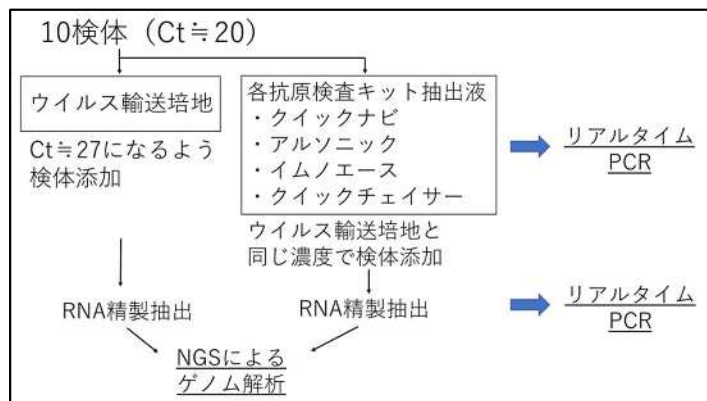 10検体（Ct≒20）
ウイルス輸送培地
Ct≒27になるよう
検体添加
各抗原検査キット抽出液
・クイックナビ
・アルソニック
・イムノエース
・クイックチェイサー
ウイルス輸送培地と
同じ濃度で検体添加
リアルタイム
PCR
RNA精製抽出
RNA精製抽出
リアルタイム
PCR
NGSによる
ゲノム解析